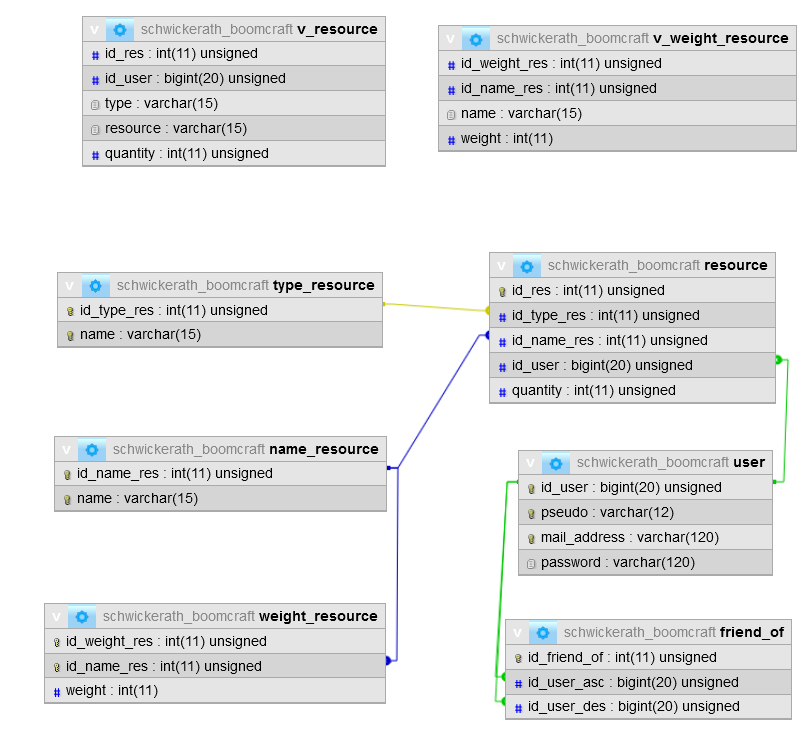 v schwickerath_boomcraft v_resource
id_res : int(11) unsigned
id_user : bigint(20) unsigned
type : varchar(15)
resource : varchar(15)
quantity : int(11) unsigned
v schwickerath_boomcraft v_weight_resource
id_weight_res : int(11) unsigned
id_name_res : int(11) unsigned
name : varchar(15)
weight : int(11)
v schwickerath_boomcraft type_resource
id_type_res : int(11) unsigned
name : varchar(15)
v schwickerath_boomcraft resource
id_res : int(11) unsigned
id_type_res : int(11) unsigned
id_name_res : int(11) unsigned
id_user : bigint(20) unsigned
quantity : int(11) unsigned
v schwickerath_boomcraft name_resource
id_name_res : int(11) unsigned
name : varchar(15)
v schwickerath_boomcraft user
id_user : bigint(20) unsigned
pseudo : varchar(12)
mail_address : varchar(120)
password : varchar(120)
v schwickerath_boomcraft weight_resource
id_weight_res : int(11) unsigned
id_name_res : int(11) unsigned
weight : int(11)
v schwickerath_boomcraft friend_of
id_friend_of : int(11) unsigned
id_user_asc : bigint(20) unsigned
id_user_des : bigint(20) unsigned